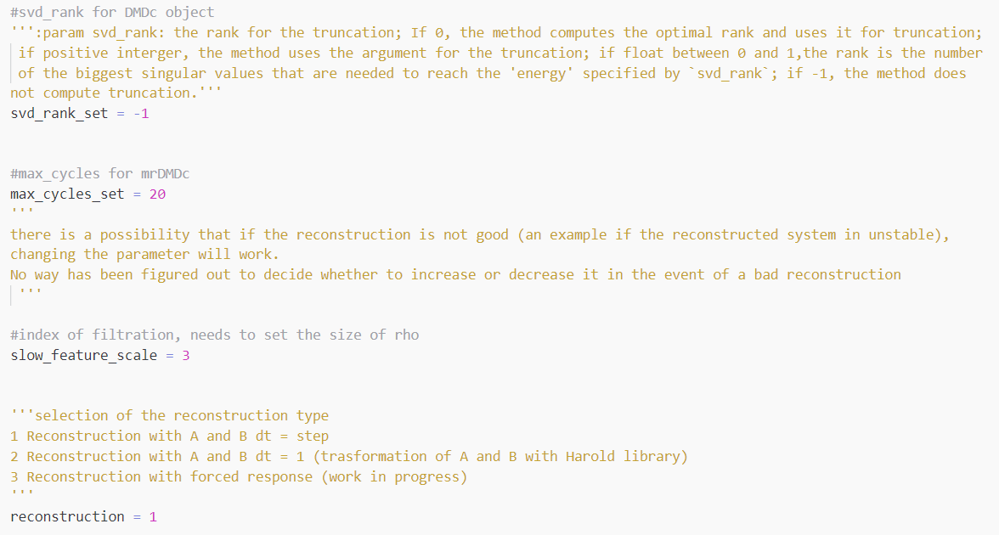 #svd_rank for DMDc object
''':param svd_rank: the rank for the truncation; If 0, the method computes the optimal rank and uses it for truncation;
if positive interger, the method uses the argument for the truncation; if float between 0 and 1,the rank is the number
of the biggest singular values that are needed to reach the 'energy' specified by `svd_rank`; if -1, the method does
not compute truncation.'''
svd_rank_set = -1
#max_cycles for mrDMDc
max_cycles_set = 20
'''
there is a possibility that if the reconstruction is not good (an example if the reconstructed system in unstable),
changing the parameter will work.
No way has been figured out to decide whether to increase or decrease it in the event of a bad reconstruction
'''
#index of filtration, needs to set the size of rho
slow_feature_scale = 3
'''selection of the reconstruction type
1 Reconstruction with A and B dt = step
2 Reconstruction with A and B dt = 1 (trasformation of A and B with Harold library)
3 Reconstruction with forced response (work in progress)
'''
reconstruction = 1